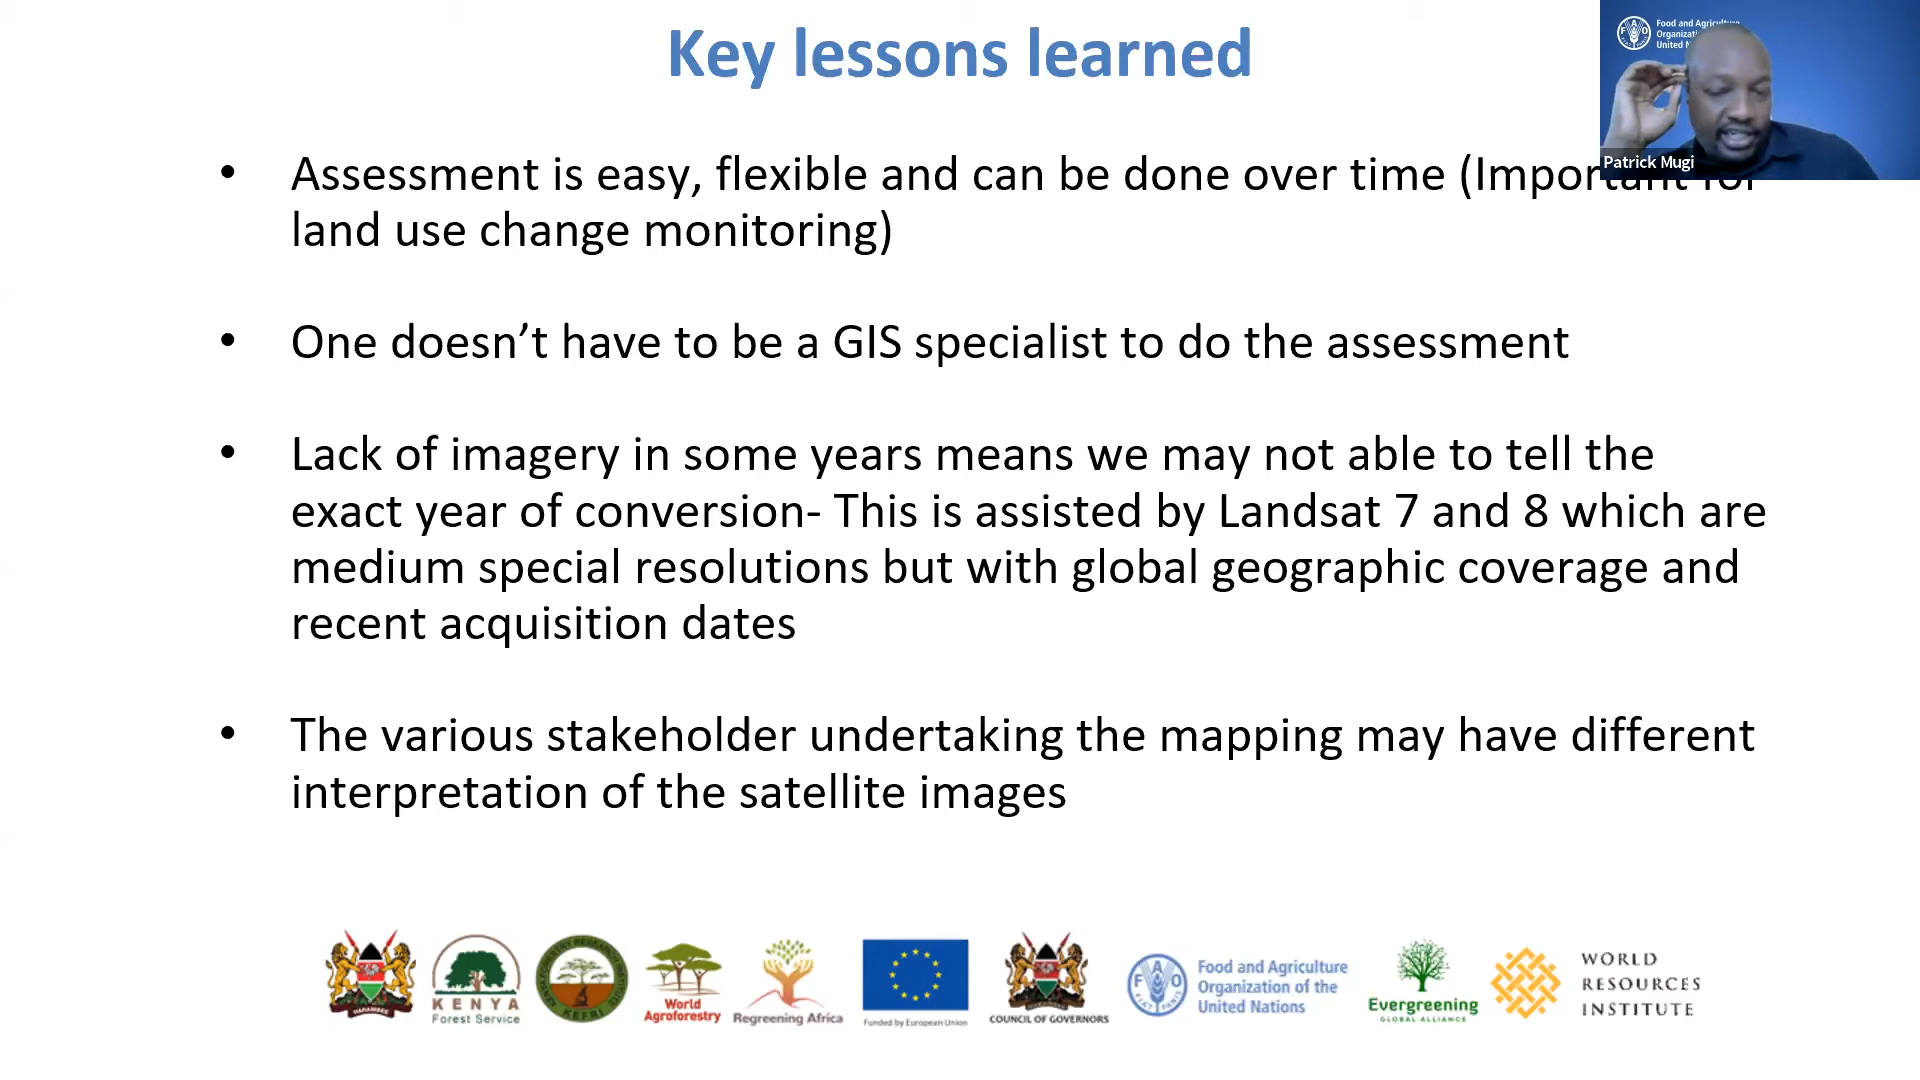 Key lessons learned
Food and Agriculture
Organization
United N
Patrick Mugi
• Assessment is easy, flexible and can be done over time (Important for
land use change monitoring)
• One doesn’t have to be a GIS specialist to do the assessment
• Lack of imagery in some years means we may not able to tell the
exact year of conversion- This is assisted by Landsat 7 and 8 which are
medium special resolutions but with global geographic coverage and
recent acquisition dates
• The various stakeholder undertaking the mapping may have different
interpretation of the satellite images
HARAMBEE
KENYA
Forest Service
KEFRI
World
Agroforestry
Regreening Africa
Funded by European Union
COUNCIL OF GOVERNORS
FAO
FIAT PANIS
Food and Agriculture
Organization of the
United Nations
Evergreening
GLOBAL ALLIANCE
WORLD
RESOURCES
INSTITUTE